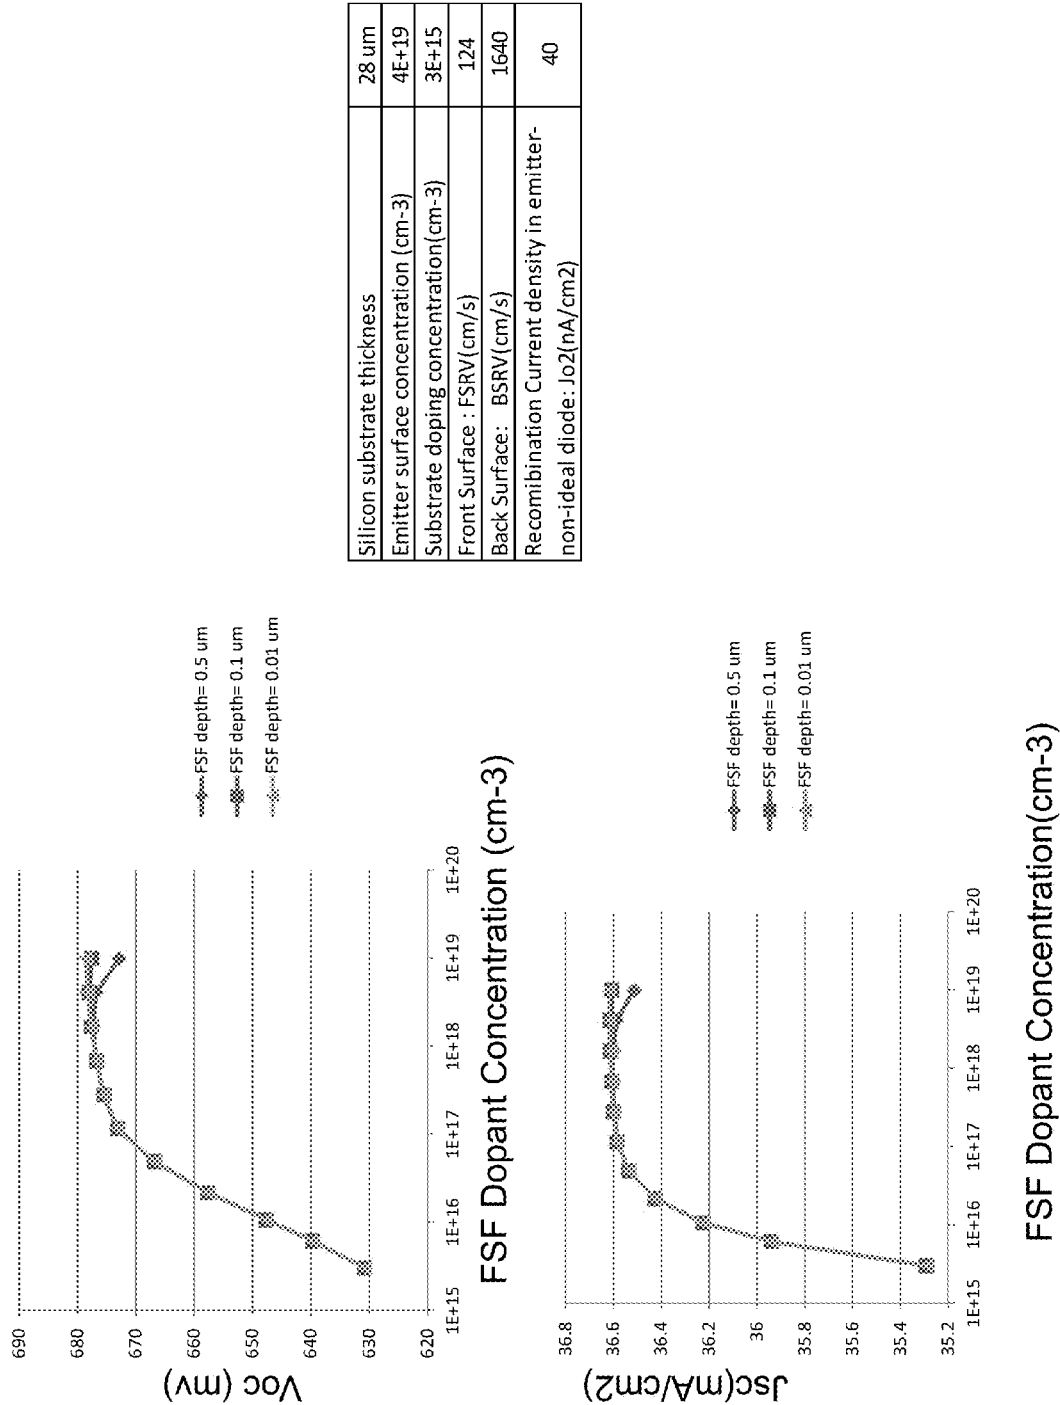 690
680
670
660
650
640
630
620
Voc (mv)
1E+15
1E+16
1E+17
1E+18
1E+19
1E+20
FSF Dopant Concentration (cm-3)
FSF depth= 0.5 um
FSF depth= 0.1 um
FSF depth= 0.01 um
36.8
36.6
36.4
36.2
36
35.8
35.6
35.4
35.2
Jsc(mA/cm2)
1E+15
1E+16
1E+17
1E+18
1E+19
1E+20
FSF Dopant Concentration(cm-3)
FSF depth= 0.5 um
FSF depth= 0.1 um
FSF depth= 0.01 um
Silicon substrate thickness 28 um
Emitter surface concentration (cm-3) 4E+19
Substrate doping concentration(cm-3) 3E+15
Front Surface : FSRV(cm/s) 124
Back Surface: BSRV(cm/s) 1640
Recomibination Current density in emitter- 40
non-ideal diode: Jo2(nA/cm2)